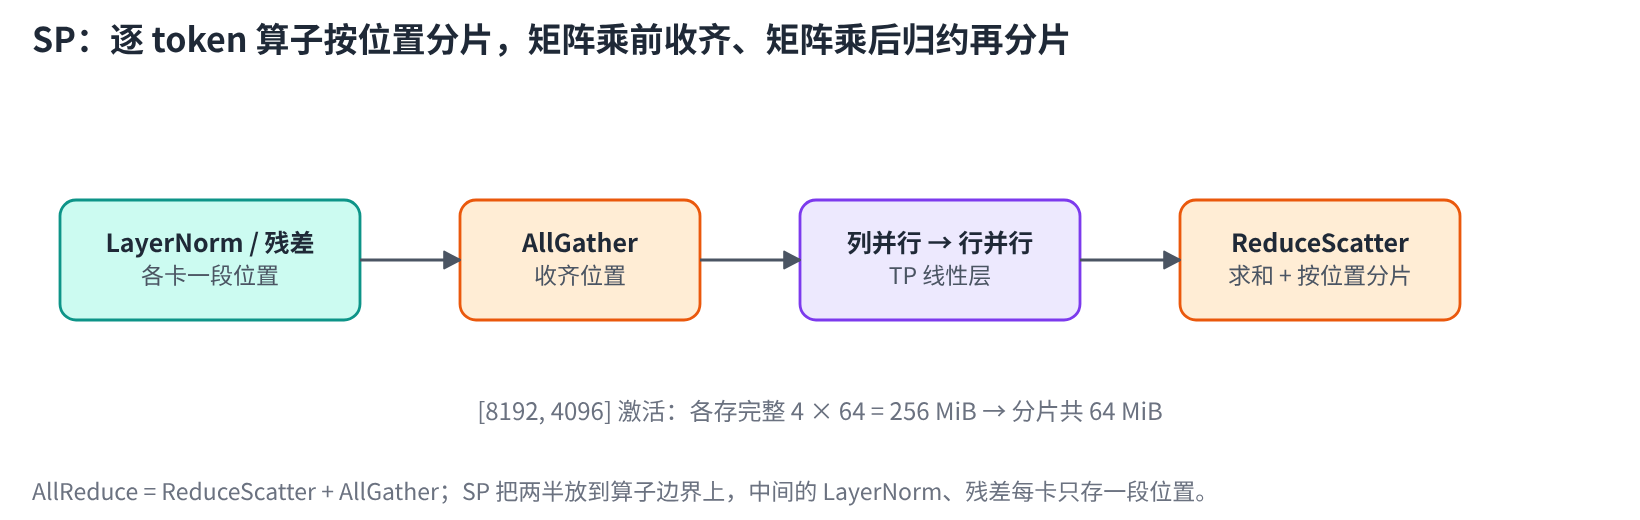 SP：逐 token 算子按位置分片，矩阵乘前收齐、矩阵乘后归约再分片
LayerNorm / 残差
各卡一段位置
AllGather
收齐位置
列并行 → 行并行
TP 线性层
ReduceScatter
求和 + 按位置分片
[8192, 4096] 激活：各存完整 4 × 64 = 256 MiB → 分片共 64 MiB
AllReduce = ReduceScatter + AllGather；SP 把两半放到算子边界上，中间的 LayerNorm、残差每卡只存一段位置。